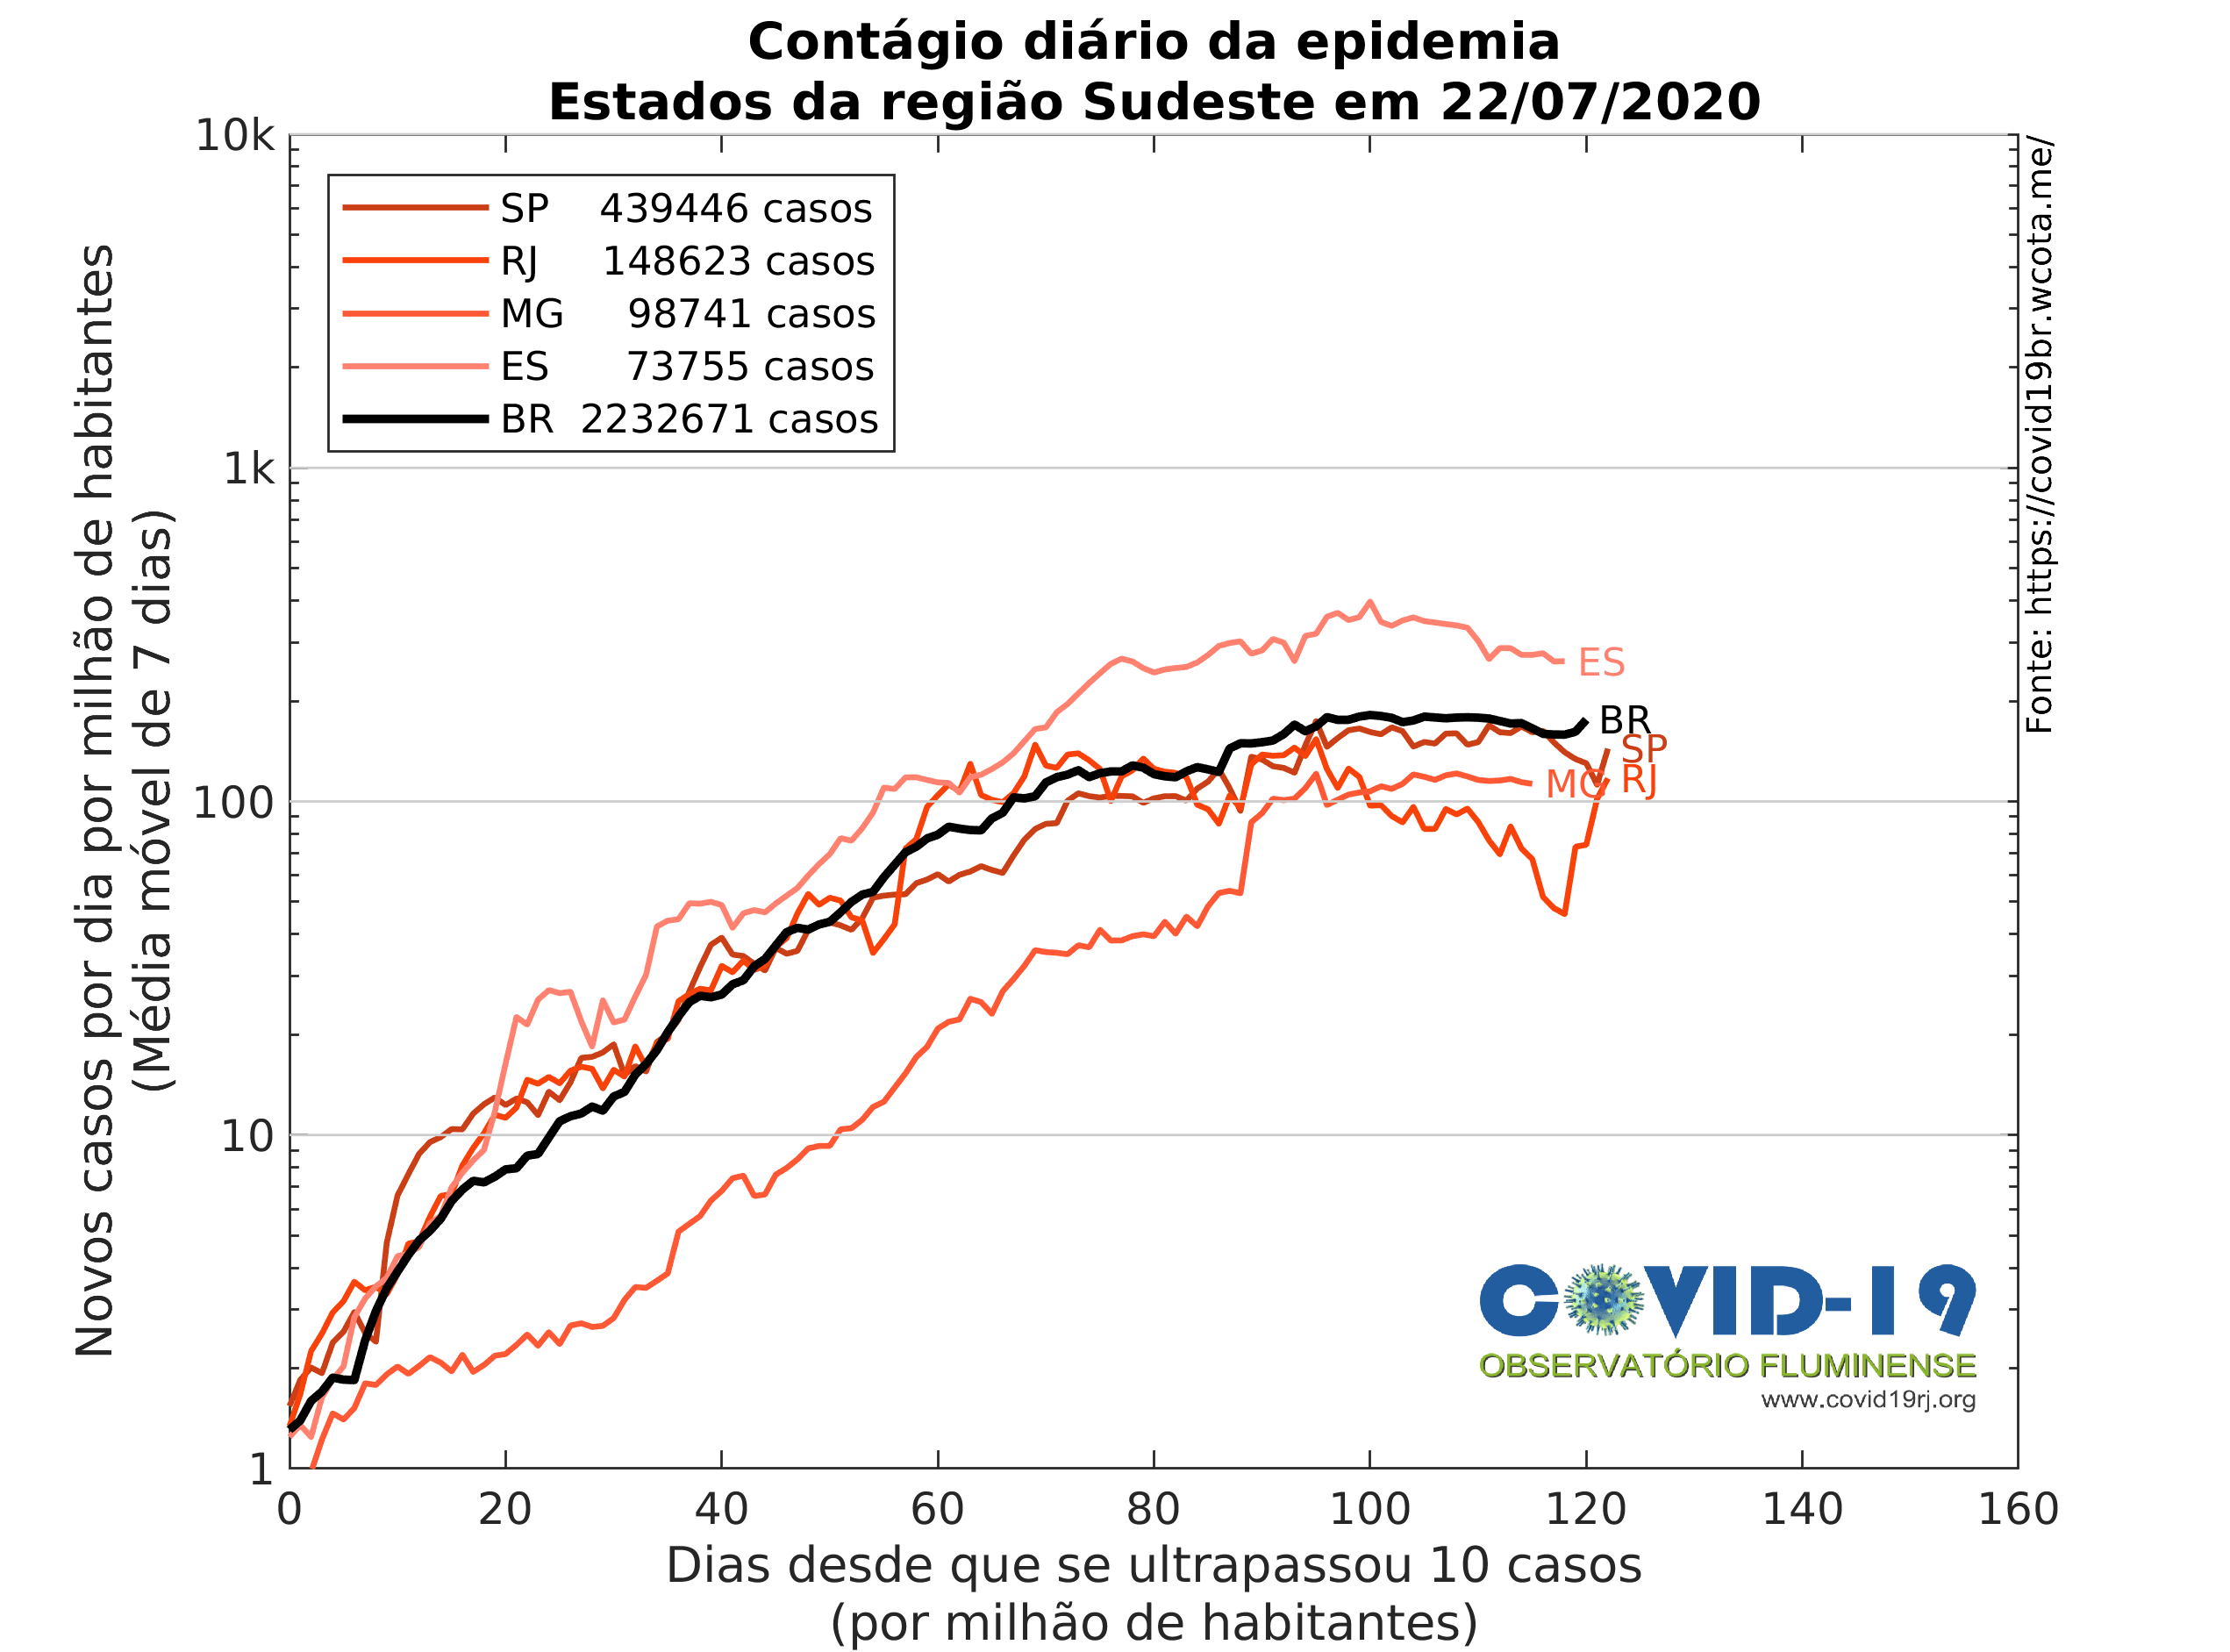 Contágio diário da epidemia
Estados da região Sudeste em 22/07/2020
10k
1k
100
10
1
SP 439446 casos
RJ 148623 casos
MG 98741 casos
ES 73755 casos
BR 2232671 casos
Novos casos por dia por milhão de habitantes
(Média móvel de 7 dias)
Fonte: https://covid19br.wcota.me/
ES
BR
SP
MG
RJ
COVID-19
OBSERVATÓRIO FLUMINENSE
www.covid19rj.org
0 20 40 60 80 100 120 140 160
Dias desde que se ultrapassou 10 casos
(por milhão de habitantes)